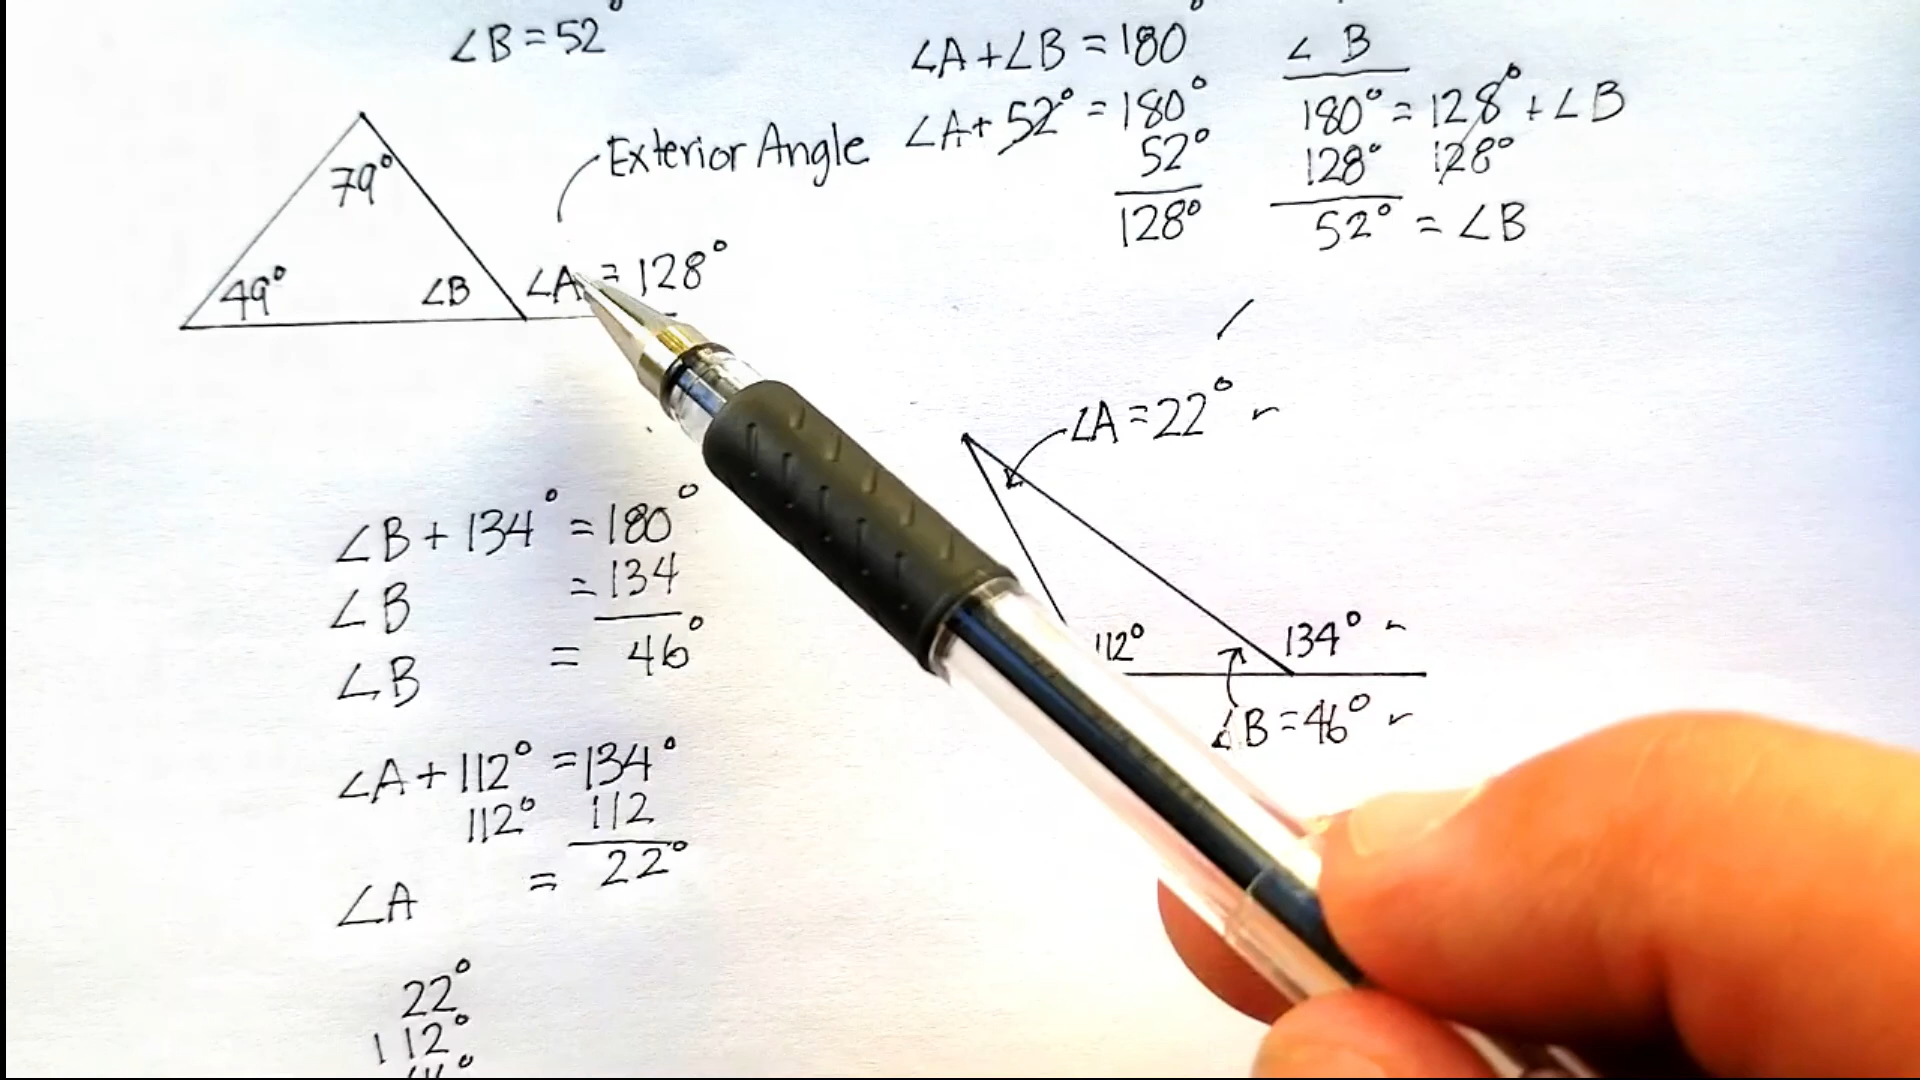 ∠B = 52°
79°
49°
∠B
Exterior Angle
∠A = 128°
∠A + ∠B = 180°
∠A + 52° = 180°
52°
128°
∠ B
180° = 128° + ∠B
128° 128°
52° = ∠B
∠B + 134° = 180°
∠B = 134
∠B = 46°
∠A + 112° = 134°
112° 112
∠A = 22°
22°
112°
∠A = 22°
112°
134°
∠B = 46°